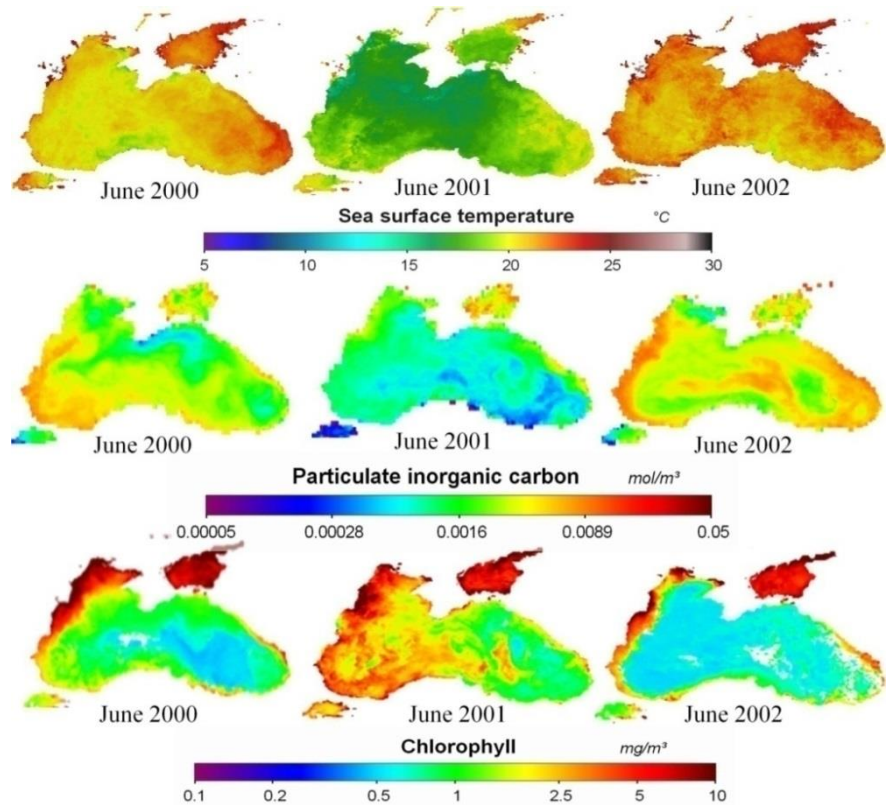 June 2000 June 2001 June 2002
Sea surface temperature °C
5 10 15 20 25 30
June 2000 June 2001 June 2002
Particulate inorganic carbon mol/m³
0.00005 0.00028 0.0016 0.0089 0.05
June 2000 June 2001 June 2002
Chlorophyll mg/m³
0.1 0.2 0.5 1 2.5 5 10